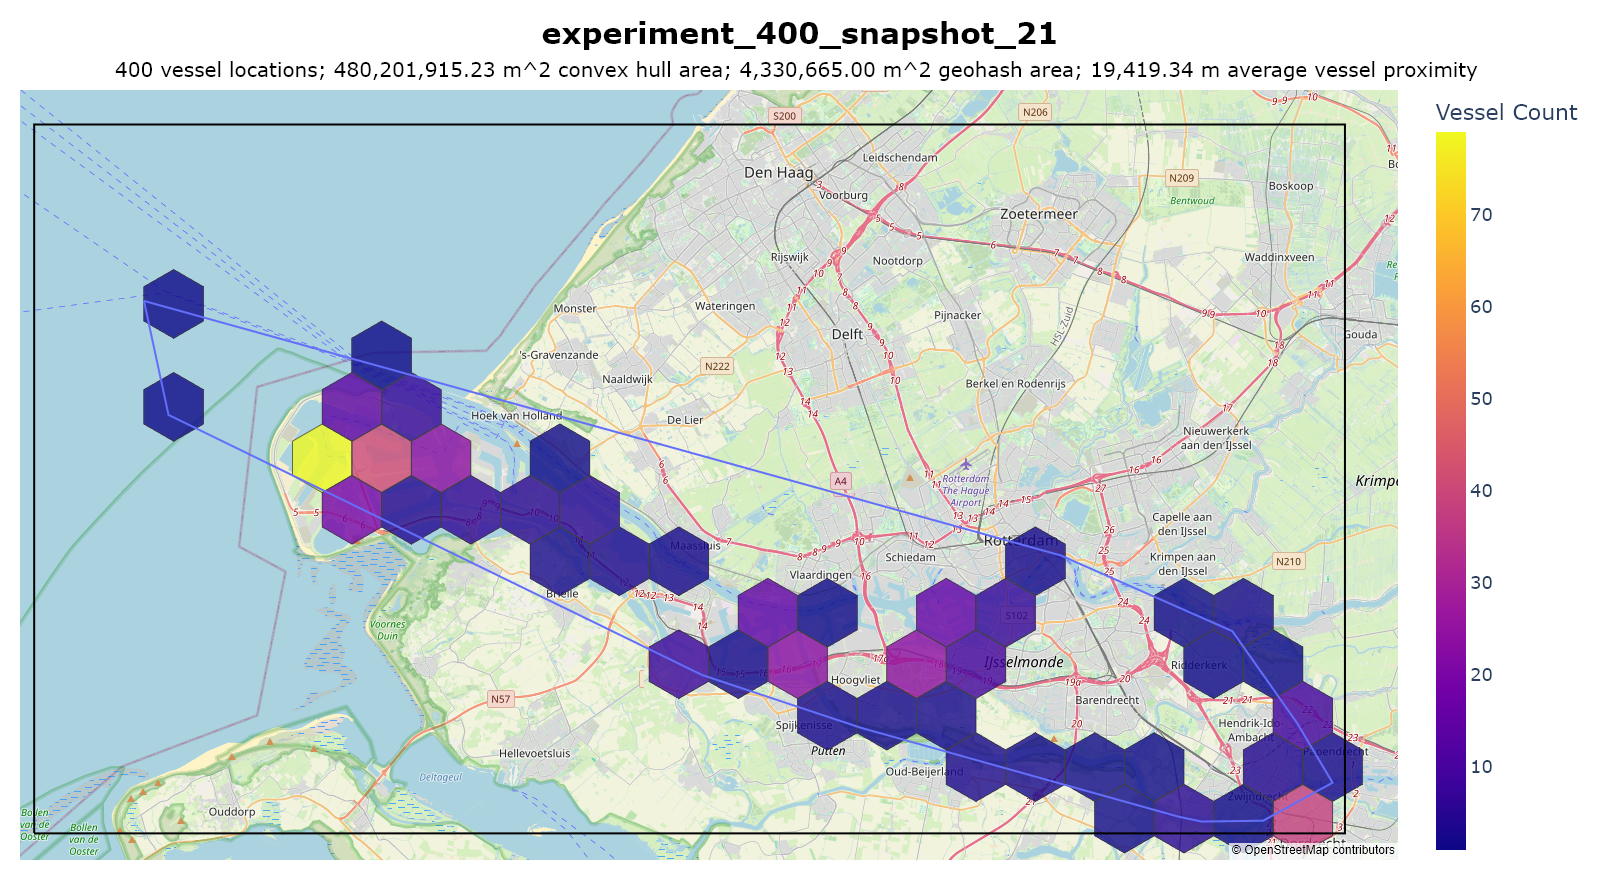 experiment_400_snapshot_21
400 vessel locations; 480,201,915.23 m^2 convex hull area; 4,330,665.00 m^2 geohash area; 19,419.34 m average vessel proximity
Vessel Count
70
60
50
40
30
20
10
S200
N206
Den Haag
Leidschendam
Voorburg
N209
Boskoop
Bentwoud
Zoetermeer
Rijswijk
Nootdorp
Waddinxveen
Monster
Wateringen
Pijnacker
HSL-Zuid
Delft
Gouda
's-Gravenzande
N222
Naaldwijk
Berkel en Rodenrijs
Hoek van Holland
De Lier
Nieuwerkerk
aan den IJssel
A4
Rotterdam
The Hague
Airport
Capelle aan
den IJssel
Maassluis
Schiedam
Rotterdam
Krimpen aan
den IJssel
N210
Vlaardingen
Brielle
S102
Voornes
Duin
IJsselmonde
Ridderkerk
Hoogvliet
N57
Barendrecht
Spijkenisse
Hendrik-Ido-
Ambacht
Hellevoetsluis
Putten
Papendrecht
Oud-Beijerland
Deltageul
Zwijndrecht
Ouddorp
Bollen
van de
Ooster
Bollen
van de
Ooster
© OpenStreetMap contributors